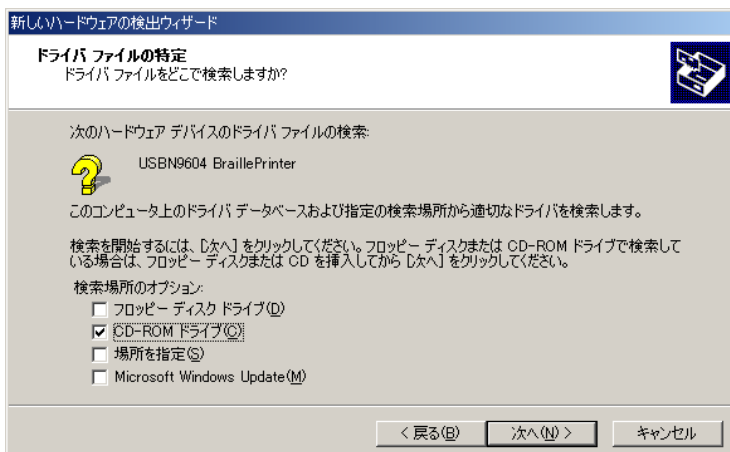 新しいハードウェアの検出ウィザード
ドライバ ファイルの特定
ドライバ ファイルをどこで検索しますか?
次のハードウェア デバイスのドライバ ファイルの検索:
USBN9604 BraillePrinter
このコンピュータ上のドライバ データベースおよび指定の検索場所から適切なドライバを検索します。
検索を開始するには、[次へ] をクリックしてください。フロッピー ディスクまたは CD-ROM ドライブで検索して
いる場合は、フロッピー ディスクまたは CD を挿入してから [次へ] をクリックしてください。
検索場所のオプション:
フロッピー ディスク ドライブ(D)
CD-ROM ドライブ(C)
場所を指定(S)
Microsoft Windows Update(M)
< 戻る(B) 次へ(N) > キャンセル